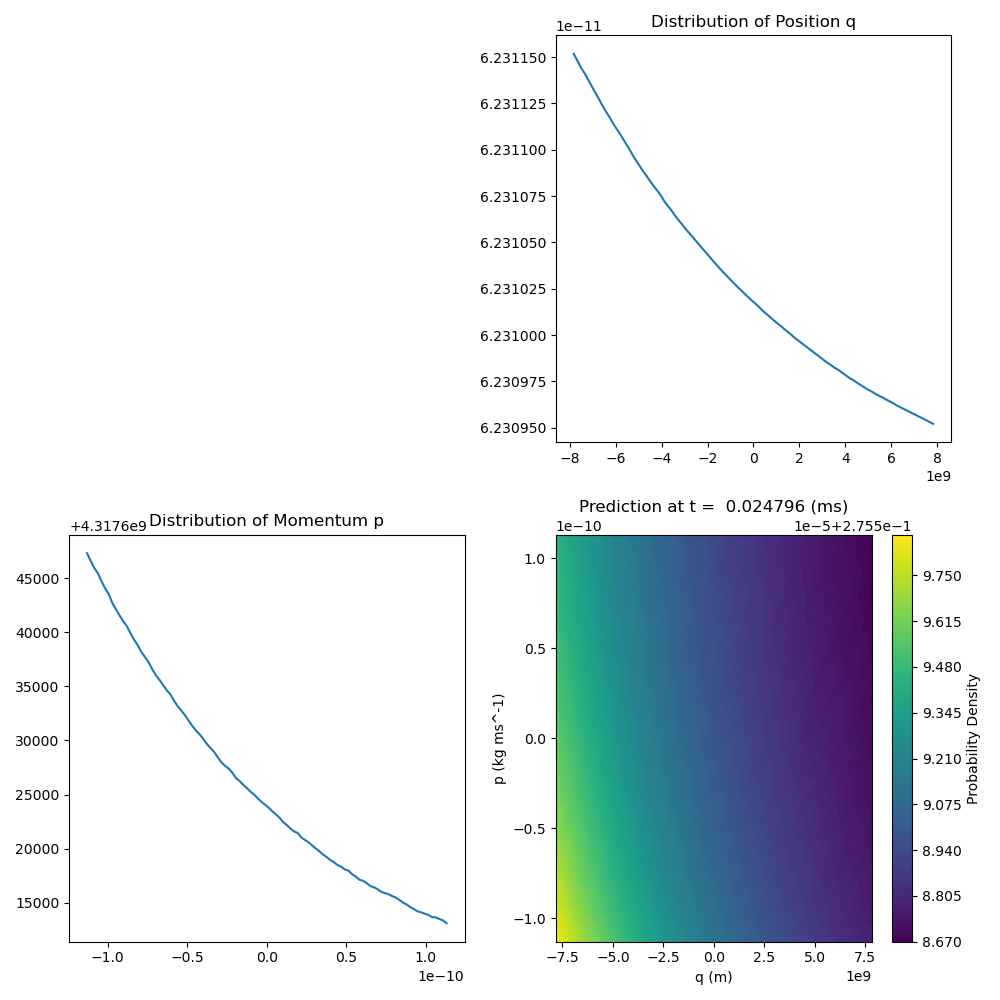 Distribution of Position q
1e−11
6.231150
6.231125
6.231100
6.231075
6.231050
6.231025
6.231000
6.230975
6.230950
−8 −6 −4 −2 0 2 4 6 8
1e9
Distribution of Momentum p
+4.3176e9
45000
40000
35000
30000
25000
20000
15000
−1.0 −0.5 0.0 0.5 1.0
1e−10
Prediction at t =  0.024796 (ms)
1e−10
1e−5+2.755e−1
1.0
0.5
0.0
−0.5
−1.0
p (kg ms^-1)
−7.5 −5.0 −2.5 0.0 2.5 5.0 7.5
1e9
q (m)
9.750
9.615
9.480
9.345
9.210
9.075
8.940
8.805
8.670
Probability Density